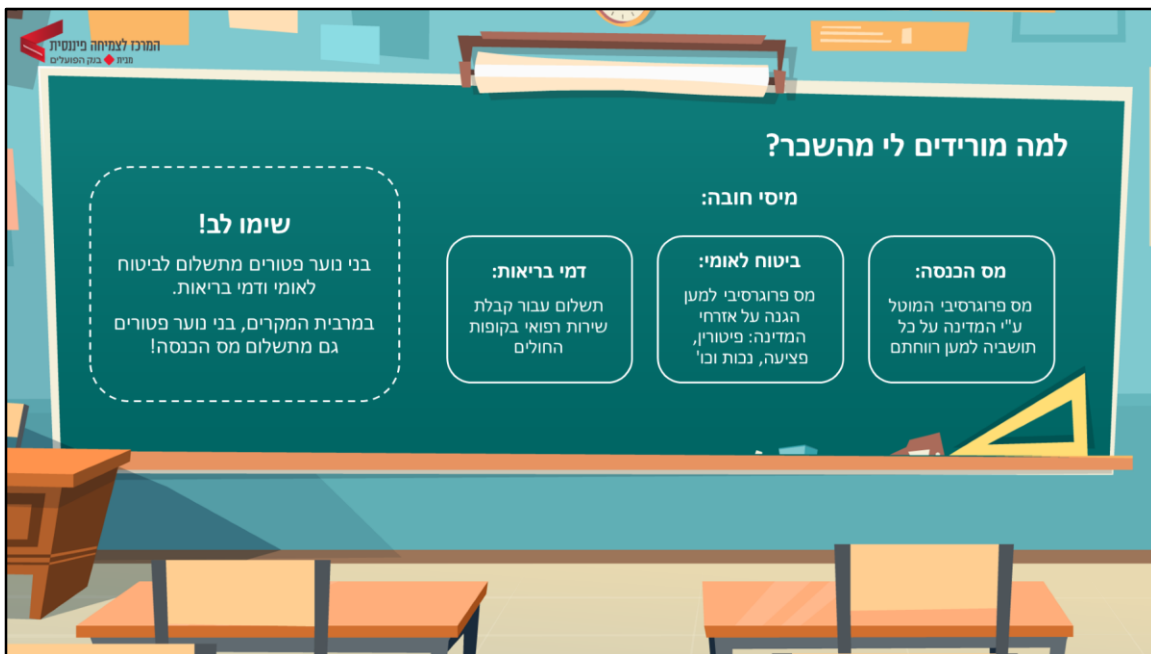 המרכז לצמיחה פיננסית
מבית בנק הפועלים
למה מורידים לי מהשכר?
מיסי חובה:
מס הכנסה:
מס פרוגרסיבי המוטל
ע"י המדינה על כל
תושביה למען רווחתם
ביטוח לאומי:
מס פרוגרסיבי למען
הגנה על אזרחי
המדינה: פיטורין,
פציעה, נכות וכו'
דמי בריאות:
תשלום עבור קבלת
שירות רפואי בקופות
החולים
שימו לב!
בני נוער פטורים מתשלום לביטוח
לאומי ודמי בריאות.
במרבית המקרים, בני נוער פטורים
גם מתשלום מס הכנסה!